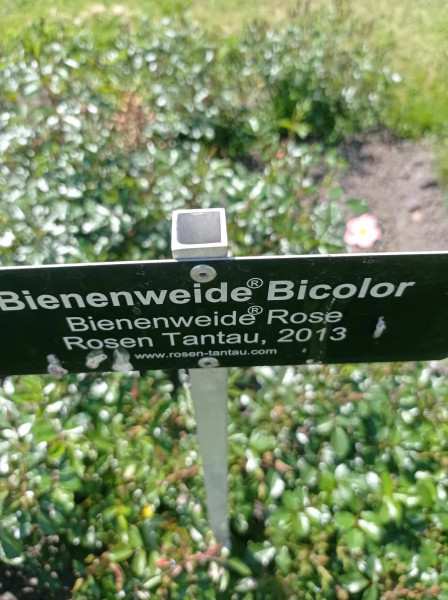 Bienenweide® Bicolor
Bienenweide® Rose
Rosen Tantau, 2013
www.rosen-tantau.com